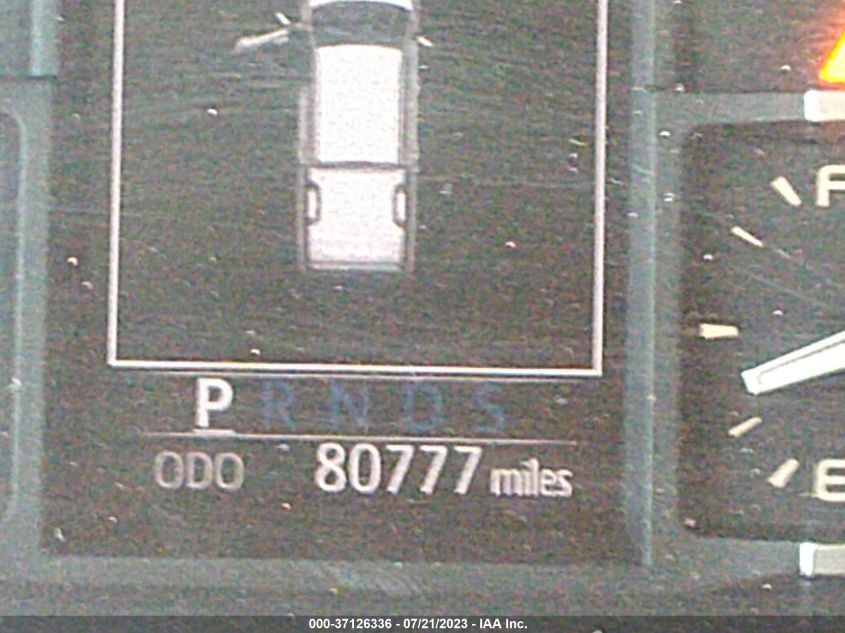 F
P R N D S
ODO 80777 miles
E
000-37126336 - 07/21/2023 - IAA Inc.